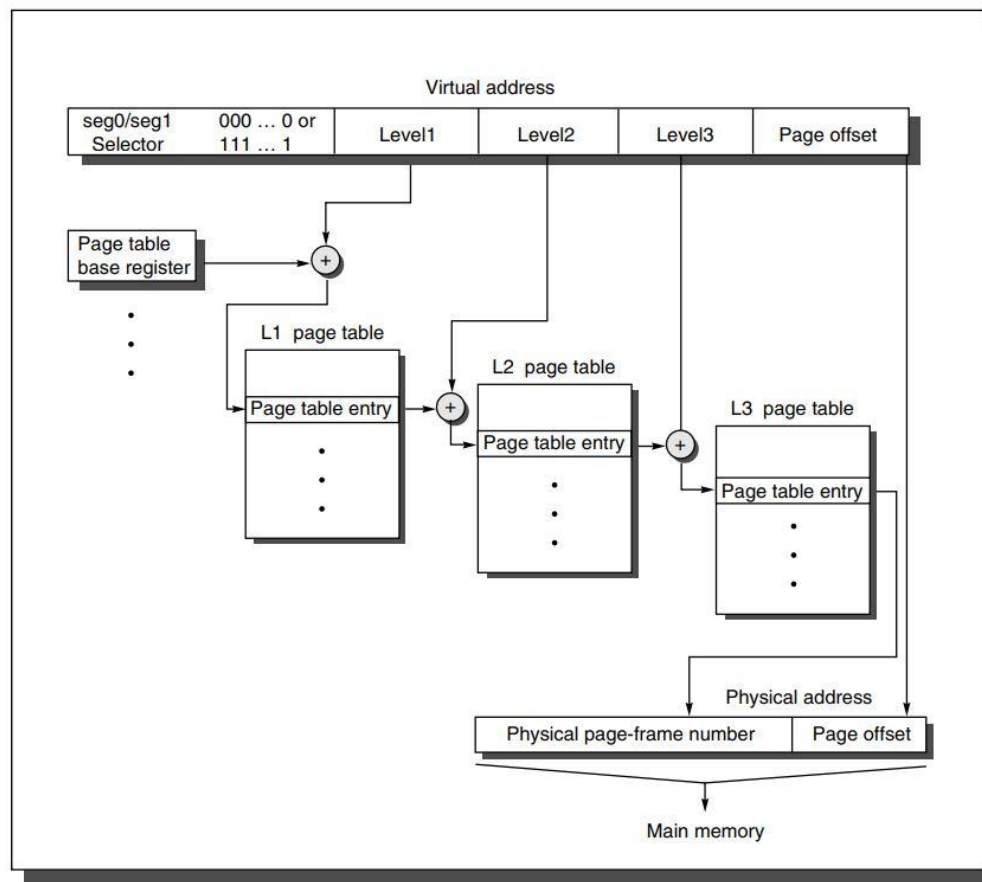 Virtual address
seg0/seg1 000 ... 0 or
Selector 111 ... 1
Level1 Level2 Level3 Page offset
Page table
base register
L1 page table
L2 page table
Page table entry
L3 page table
Page table entry
Page table entry
Physical address
Physical page-frame number Page offset
Main memory